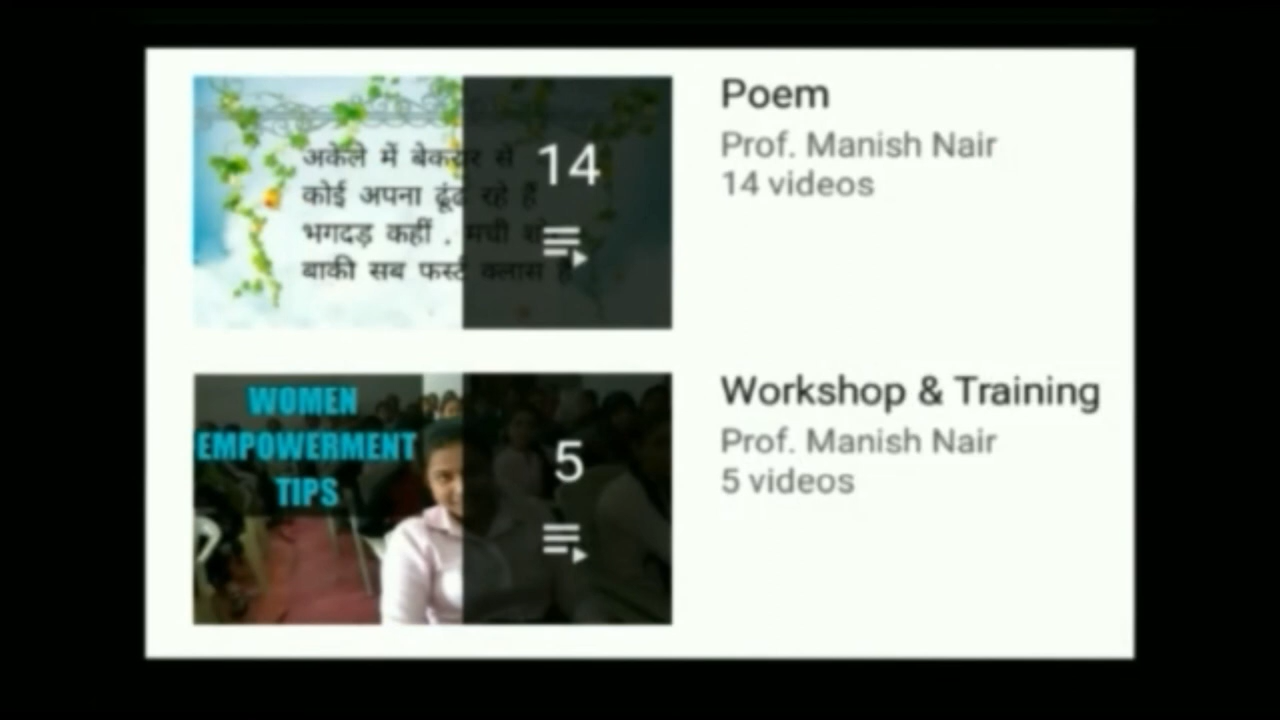 अकेले में बेकरार से
कोई अपना ढूंढ रहे हैं
भगदड़ कहीं , मची
बाकी सब फर्स्ट क्लास है
14
Poem
Prof. Manish Nair
14 videos
WOMEN
EMPOWERMENT
TIPS
5
Workshop & Training
Prof. Manish Nair
5 videos